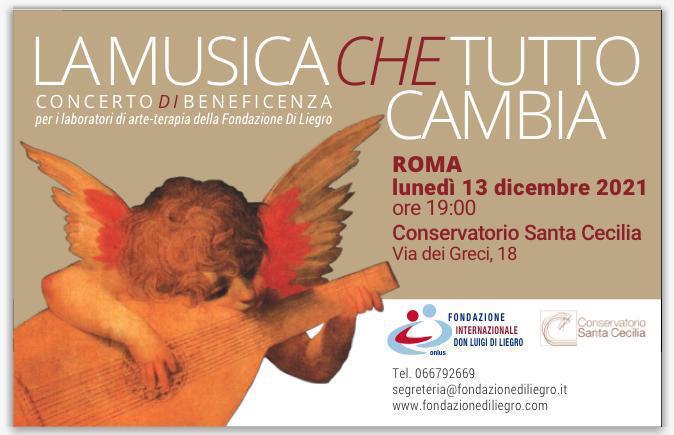 LA MUSICA CHE TUTTO
CAMBIA
CONCERTO DI BENEFICENZA
per i laboratori di arte-terapia della Fondazione Di Liegro
ROMA
lunedì 13 dicembre 2021
ore 19:00
Conservatorio Santa Cecilia
Via dei Greci, 18
FONDAZIONE
INTERNAZIONALE
DON LUIGI DI LIEGRO
onlus
Conservatorio
Santa Cecilia
Tel. 066792669
segreteria@fondazionediliegro.it
www.fondazionediliegro.com